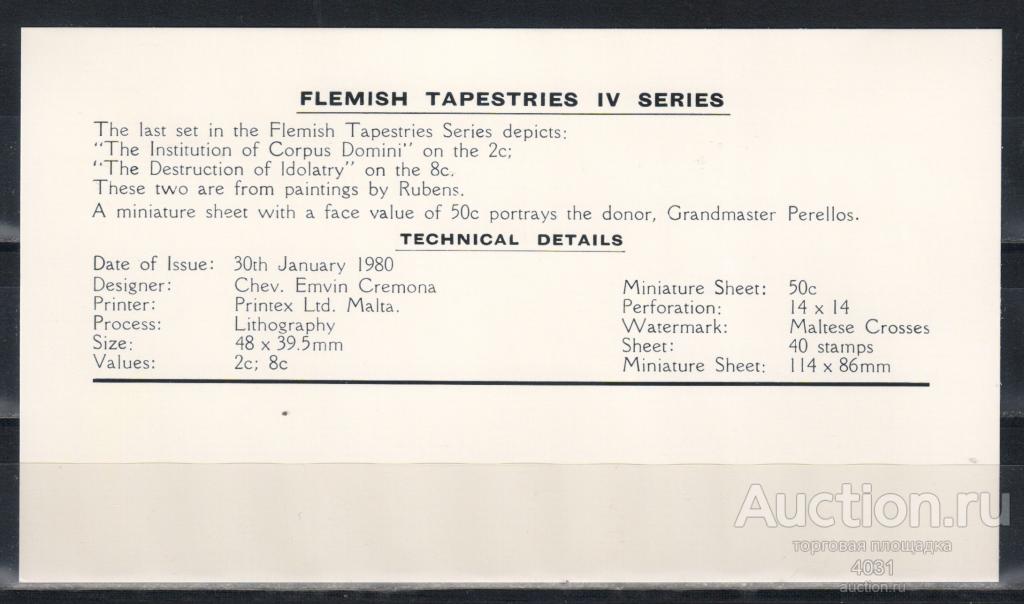 FLEMISH TAPESTRIES IV SERIES
The last set in the Flemish Tapestries Series depicts:
"The Institution of Corpus Domini" on the 2c;
"The Destruction of Idolatry" on the 8c.
These two are from paintings by Rubens.
A miniature sheet with a face value of 50c portrays the donor, Grandmaster Perellos.
TECHNICAL DETAILS
Date of Issue: 30th January 1980
Designer: Chev. Emvin Cremona
Printer: Printex Ltd. Malta.
Process: Lithography
Size: 48 x 39.5mm
Values: 2c; 8c
Miniature Sheet: 50c
Perforation: 14 x 14
Watermark: Maltese Crosses
Sheet: 40 stamps
Miniature Sheet: 114 x 86mm
Auction.ru
торговая площадка
4031
auction.ru